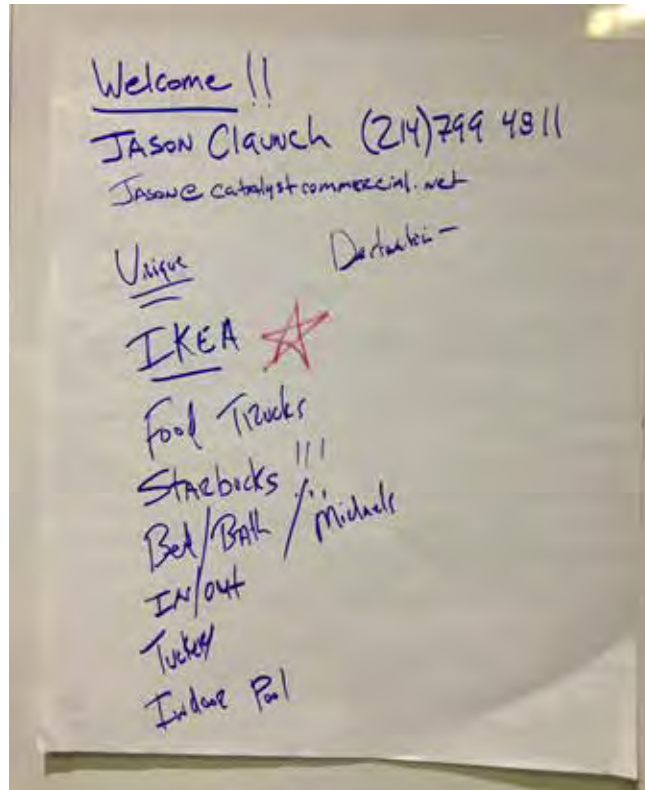 Welcome !!
JASON Claunch (214)799 4811
JASON@catalystcommercial.net
Unique
Destination -
IKEA
Food Trucks
Starbucks !!!
Bed/Bath / Michaels
IN/OUT
Indoor Pool